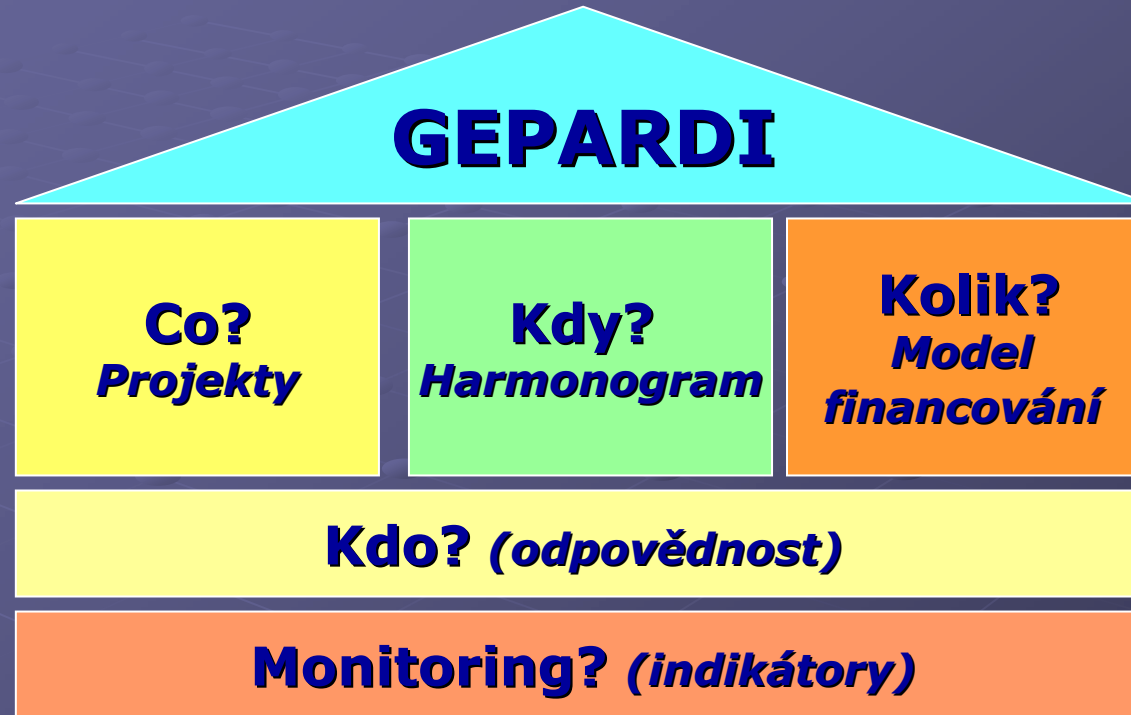 GEPARDI
Co?
Projekty
Kdy?
Harmonogram
Kolik?
Model
financování
Kdo? (odpovědnost)
Monitoring? (indikátory)